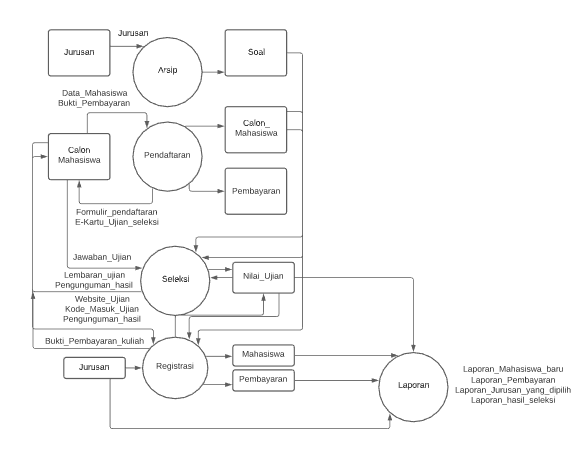 Jurusan
Jurusan
Arsip
Soal
Data_Mahasiswa
Bukti_Pembayaran
Calon
Mahasiswa
Pendaftaran
Calon_
Mahasiswa
Pembayaran
Formulir_pendaftaran
E-Kartu_Ujian_seleksi
Jawaban_Ujian
Lembaran_ujian
Pengunguman_hasil
Seleksi
Nilai_Ujian
Website_Ujian
Kode_Masuk_Ujian
Pengunguman_hasil
Bukti_Pembayaran_kuliah
Jurusan
Registrasi
Mahasiswa
Pembayaran
Laporan
Laporan_Mahasiswa_baru
Laporan_Pembayaran
Laporan_Jurusan_yang_dipilih
Laporan_hasil_seleksi